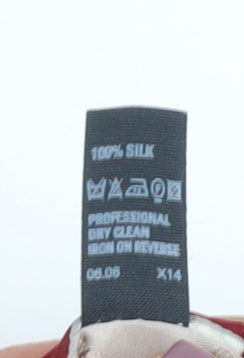 100% SILK
PROFESSIONAL
DRY CLEAN
IRON ON REVERSE
06.06 X14